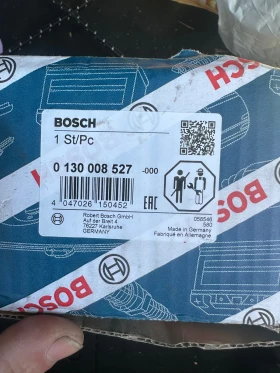 BOSCH
BOSCH
1 St/Pc
0 130 008 527 -000
4 047026 150452
EAC
Robert Bosch GmbH
Auf der Breit 4
76227 Karlsruhe
GERMANY
Made in Germany
Fabriqué en Allemagne